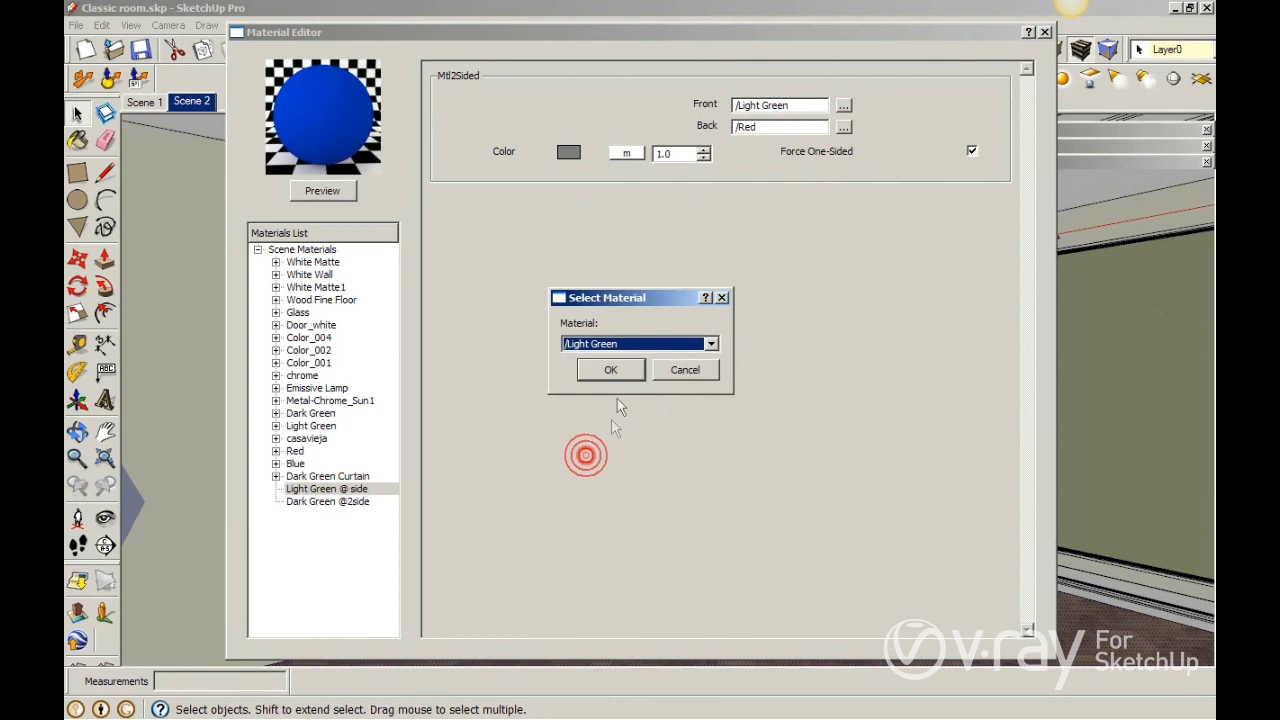 Classic room.skp - SketchUp Pro
File Edit View Camera Draw
Material Editor
Layer0
Scene 1 Scene 2
Mtl2Sided
Front /Light Green ...
Back /Red ...
Color m 1.0 Force One-Sided
Preview
Materials List
Scene Materials
White Matte
White Wall
White Matte1
Wood Fine Floor
Glass
Door_white
Color_004
Color_002
Color_001
chrome
Emissive Lamp
Metal-Chrome_Sun1
Dark Green
Light Green
casavieja
Red
Blue
Dark Green Curtain
Light Green @ side
Dark Green @2side
Select Material
Material:
/Light Green
OK Cancel
ABC
v·ray For SketchUp
Measurements
Select objects. Shift to extend select. Drag mouse to select multiple.